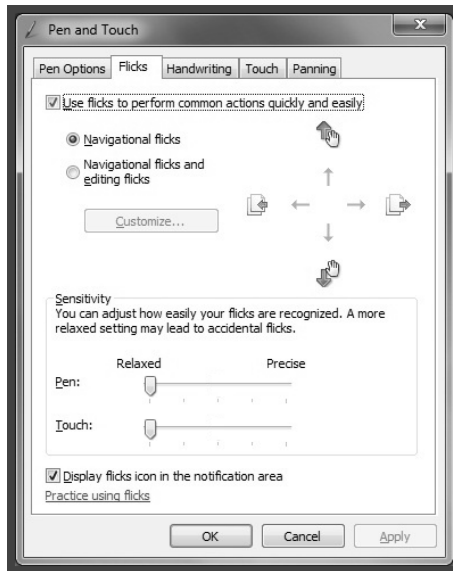 Pen and Touch
Pen Options Flicks Handwriting Touch Panning
Use flicks to perform common actions quickly and easily
Navigational flicks
Navigational flicks and
editing flicks
Customize...
Sensitivity
You can adjust how easily your flicks are recognized. A more
relaxed setting may lead to accidental flicks.
Relaxed Precise
Pen:
Touch:
Display flicks icon in the notification area
Practice using flicks
OK Cancel Apply